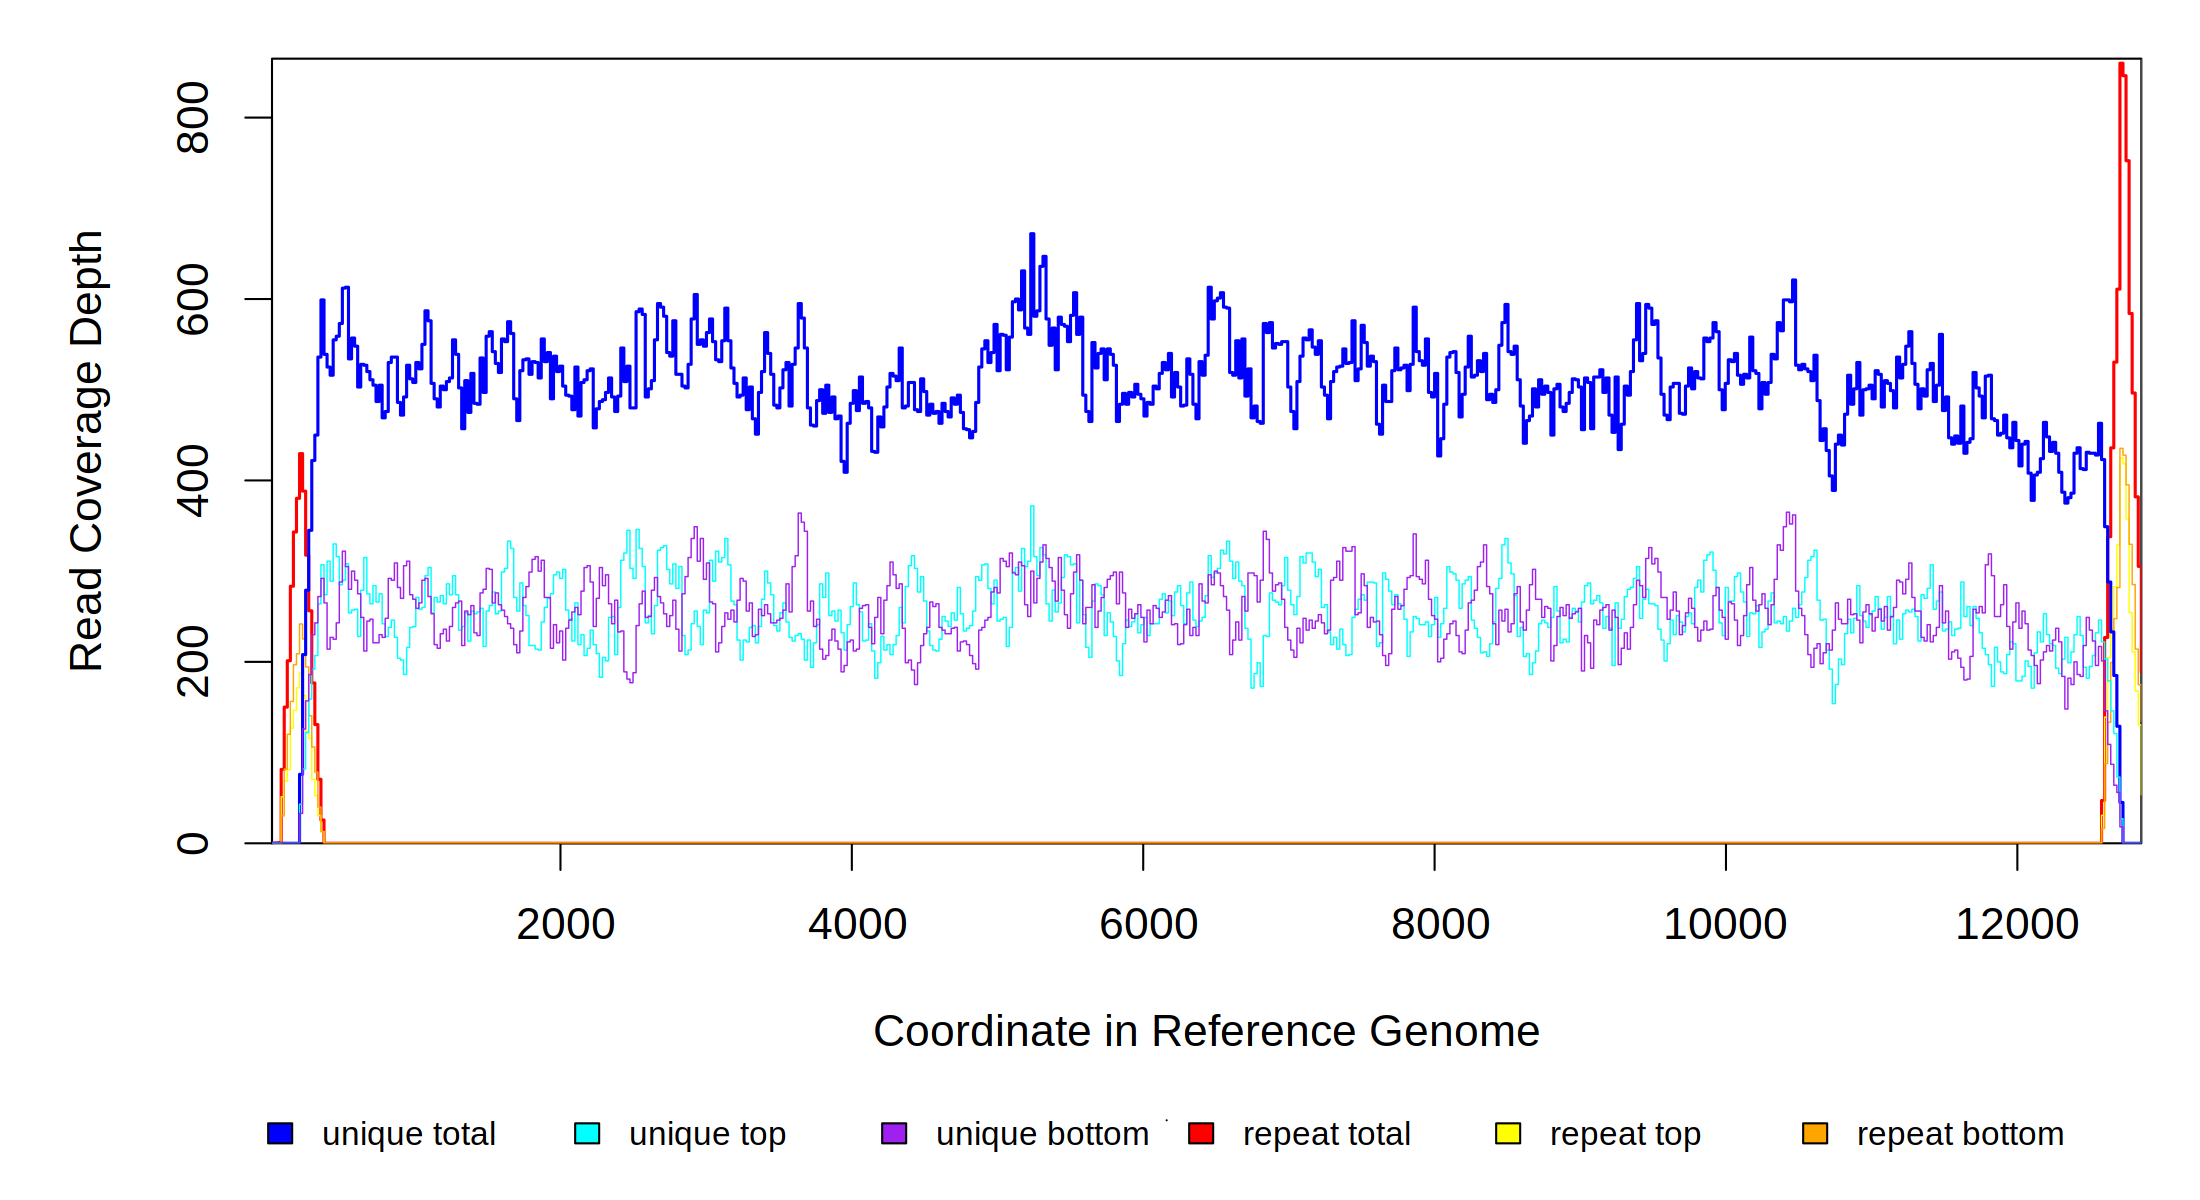 800
600
400
200
0
Read Coverage Depth
2000 4000 6000 8000 10000 12000
Coordinate in Reference Genome
unique total unique top unique bottom repeat total repeat top repeat bottom